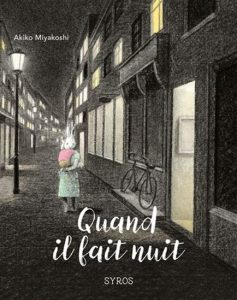 Akiko Miyakoshi
Quand
il fait nuit
SYROS